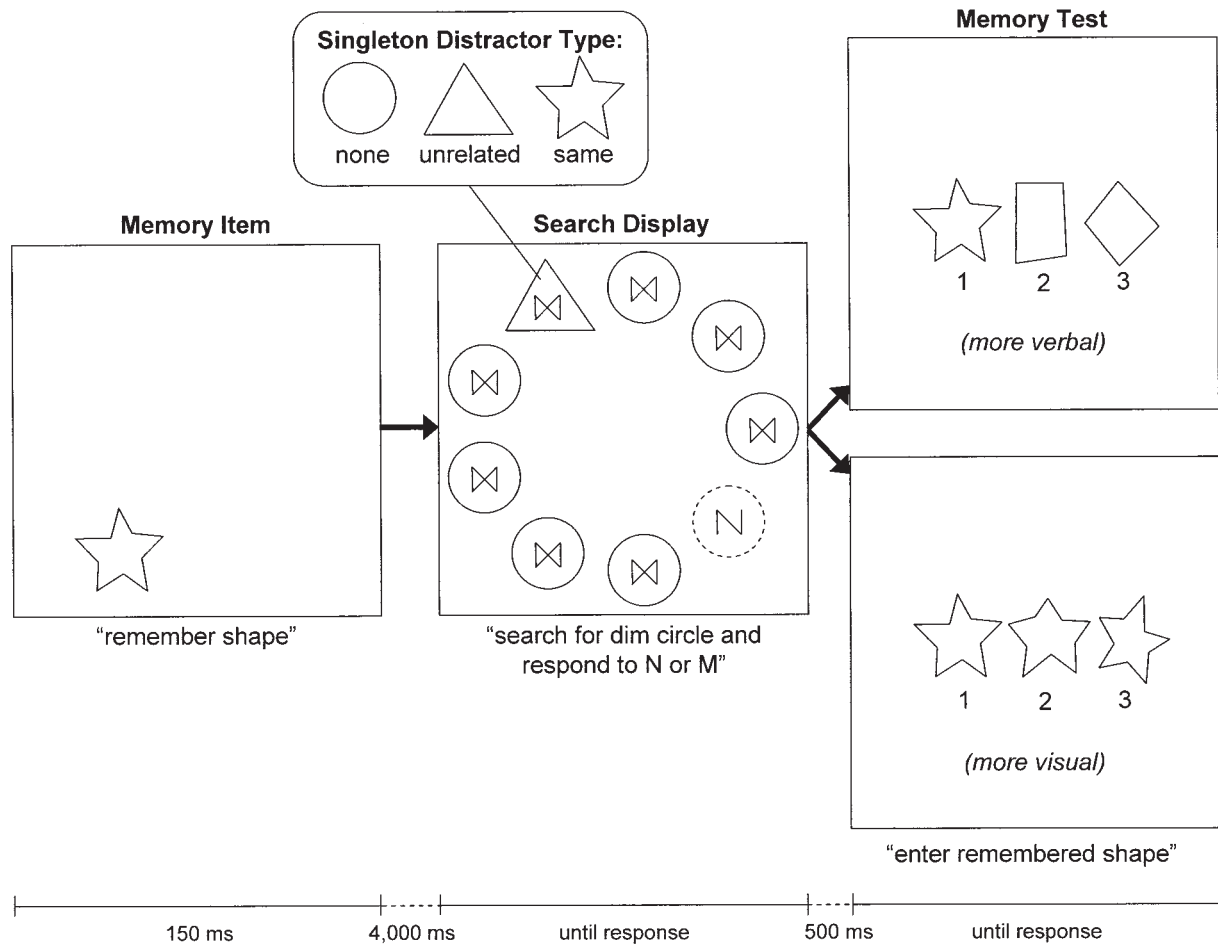 Memory Test
Singleton Distractor Type:
none unrelated same
Memory Item
Search Display
1 2 3
(more verbal)
N
1 2 3
(more visual)
"remember shape"
"search for dim circle and
respond to N or M"
"enter remembered shape"
150 ms 4,000 ms until response 500 ms until response